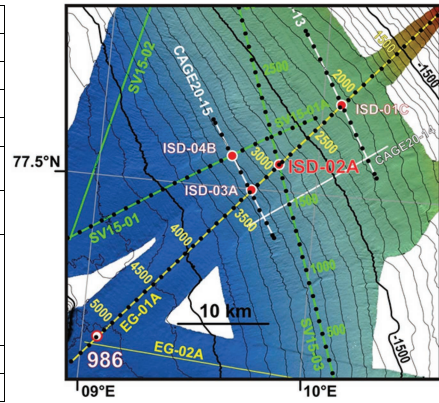 -13
1500
2500
2000
SV15-02
CAGE20-15
ISD-01C
SV15-01A
2500
CAGE20-14
ISD-04B
3000
ISD-02A
77.5°N
ISD-03A
1500
3500
SV15-01
4000
4500
1000
5000
EG-01A
10 km
500
-1500
SV15-03
986
EG-02A
09°E
10°E